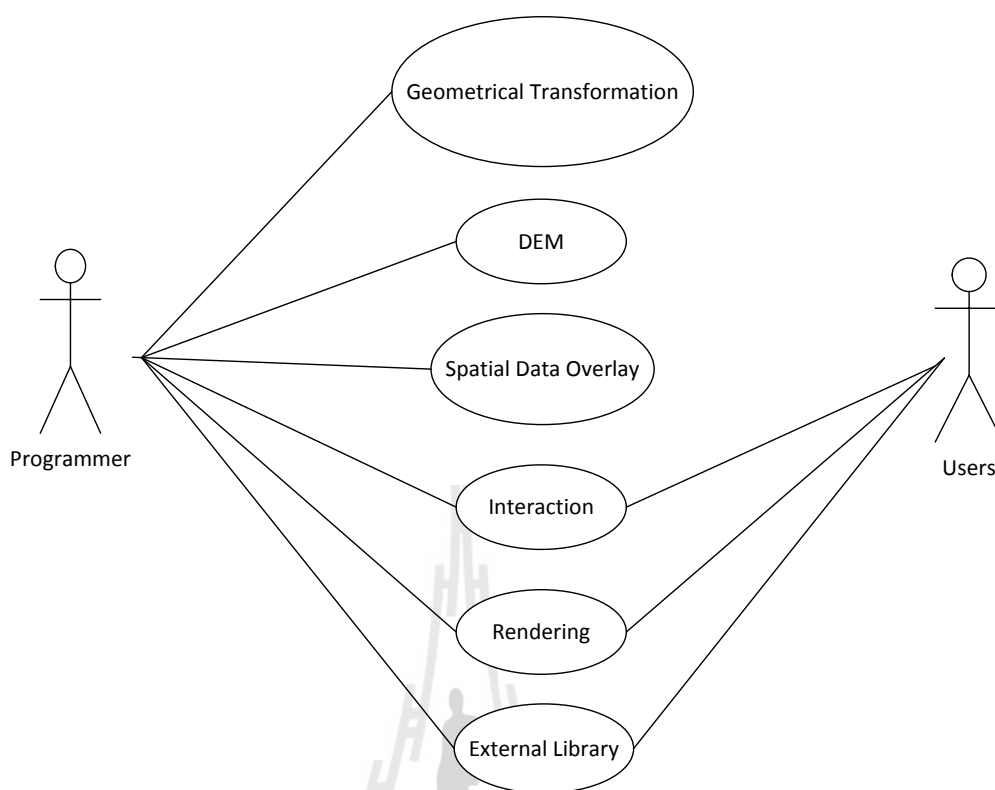 Geometrical Transformation
DEM
Spatial Data Overlay
Programmer
Users
Interaction
Rendering
External Library